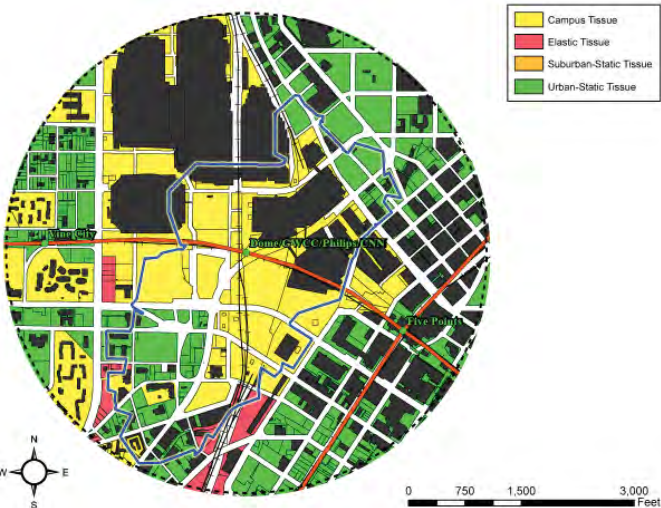 Campus Tissue
Elastic Tissue
Suburban-Static Tissue
Urban-Static Tissue
Vine City
Dome/GWCC/Philips/CNN
Five Points
N
W E
S
0 750 1,500 3,000
Feet